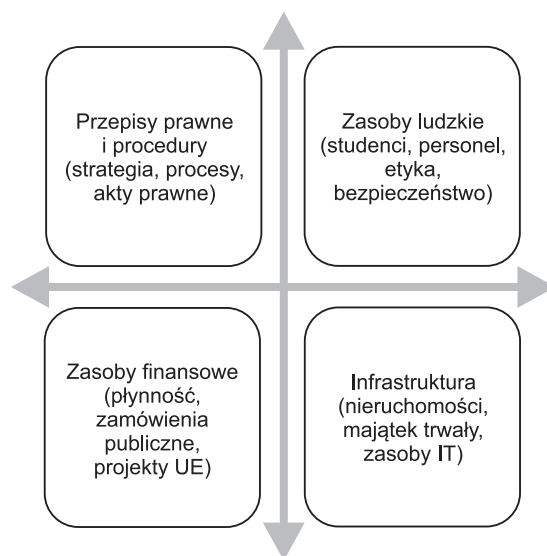 Przepisy prawne
i procedury
(strategia, procesy,
akty prawne)
Zasoby ludzkie
(studenci, personel,
etyka,
bezpieczeństwo)
Zasoby finansowe
(płynność,
zamówienia
publiczne,
projekty UE)
Infrastruktura
(nieruchomości,
majątek trwały,
zasoby IT)